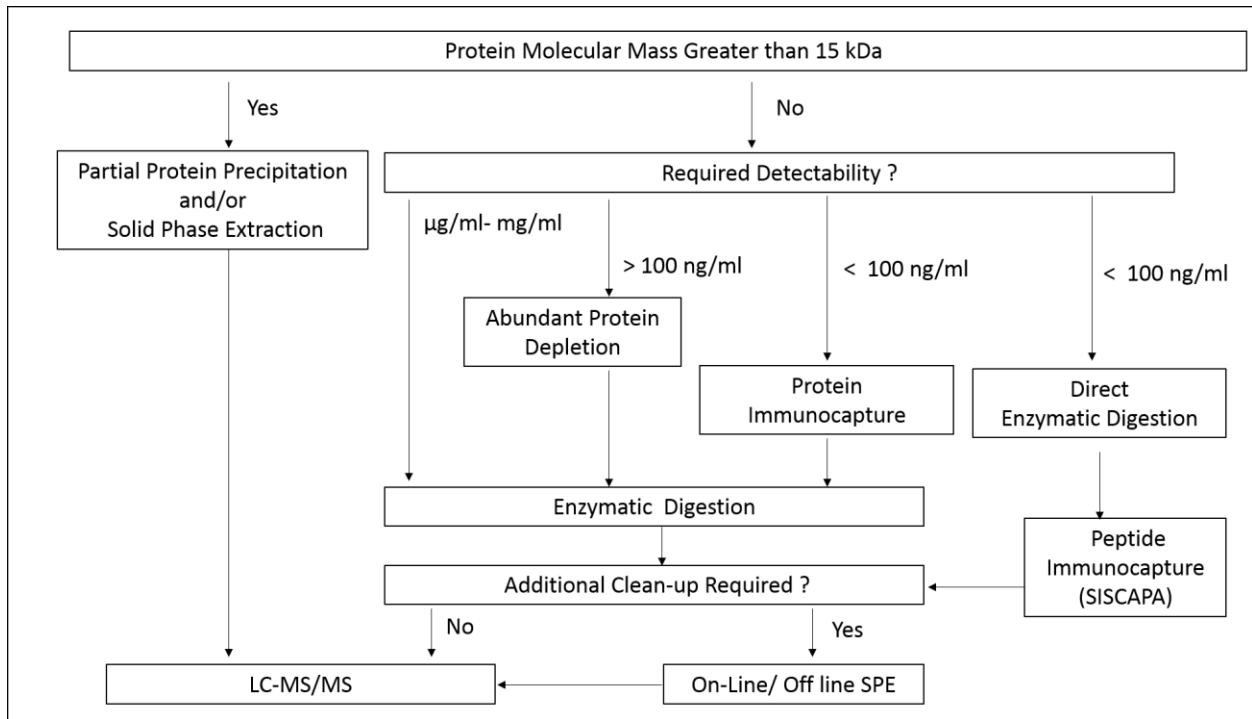 Protein Molecular Mass Greater than 15 kDa
Yes
No
Partial Protein Precipitation
and/or
Solid Phase Extraction
Required Detectability ?
µg/ml- mg/ml
> 100 ng/ml
< 100 ng/ml
< 100 ng/ml
Abundant Protein
Depletion
Protein
Immunocapture
Direct
Enzymatic Digestion
Enzymatic Digestion
Peptide
Immunocapture
(SISCAPA)
Additional Clean-up Required ?
No
Yes
LC-MS/MS
On-Line/ Off line SPE